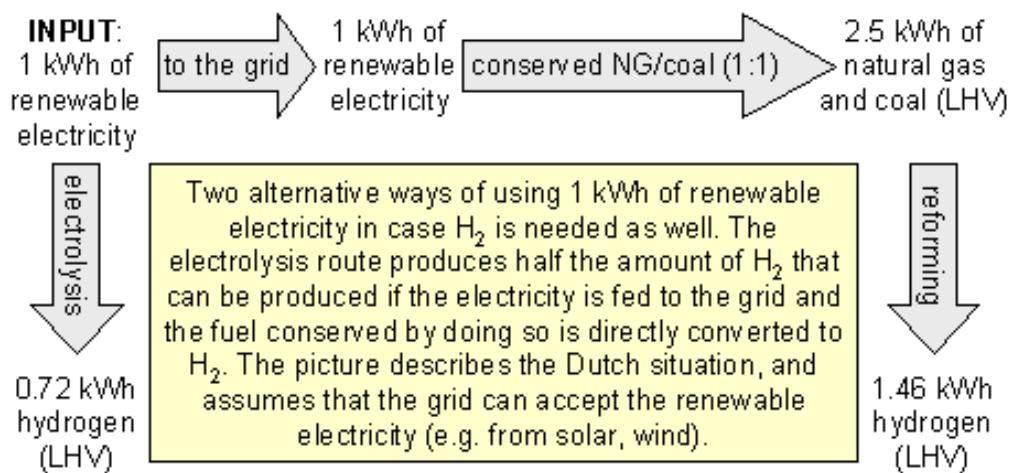 INPUT:
1 kWh of
renewable
electricity
to the grid
1 kWh of
renewable
electricity
conserved NG/coal (1:1)
2.5 kWh of
natural gas
and coal (LHV)
electrolysis
Two alternative ways of using 1 kWh of renewable
electricity in case H₂ is needed as well. The
electrolysis route produces half the amount of H₂ that
can be produced if the electricity is fed to the grid and
the fuel conserved by doing so is directly converted to
H₂. The picture describes the Dutch situation, and
assumes that the grid can accept the renewable
electricity (e.g. from solar, wind).
reforming
0.72 kWh
hydrogen
(LHV)
1.46 kWh
hydrogen
(LHV)